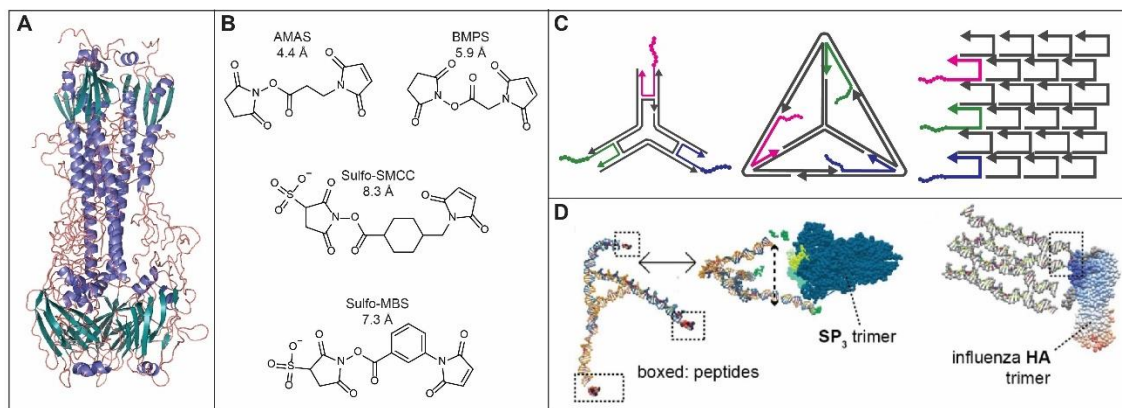 A
B
AMAS
4.4 Å
BMPS
5.9 Å
O
O
N
O
O
O
N
O
O
O
N
O
O
O
N
O
Sulfo-SMCC
8.3 Å
O⁻
O
S
O
O
N
O
O
O
N
O
O
Sulfo-MBS
7.3 Å
O⁻
O
S
O
O
N
O
O
O
N
O
O
C
D
boxed: peptides
SP₃ trimer
influenza HA
trimer